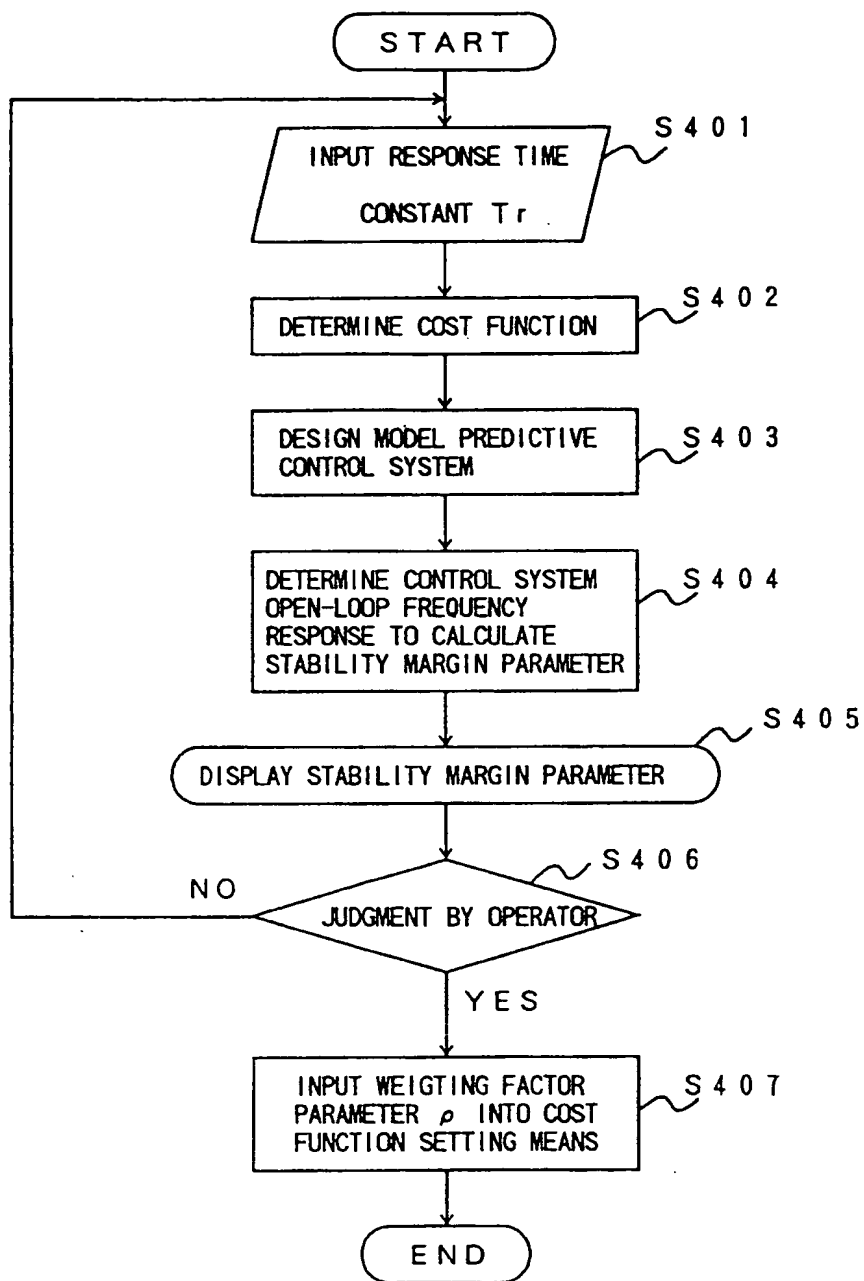 START
S401
INPUT RESPONSE TIME
CONSTANT Tr
S402
DETERMINE COST FUNCTION
S403
DESIGN MODEL PREDICTIVE
CONTROL SYSTEM
S404
DETERMINE CONTROL SYSTEM
OPEN-LOOP FREQUENCY
RESPONSE TO CALCULATE
STABILITY MARGIN PARAMETER
S405
DISPLAY STABILITY MARGIN PARAMETER
S406
NO
JUDGMENT BY OPERATOR
YES
S407
INPUT WEIGTING FACTOR
PARAMETER ρ INTO COST
FUNCTION SETTING MEANS
END